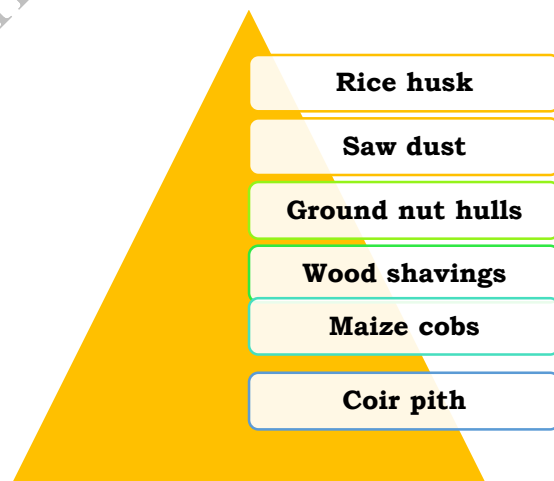 Rice husk
Saw dust
Ground nut hulls
Wood shavings
Maize cobs
Coir pith